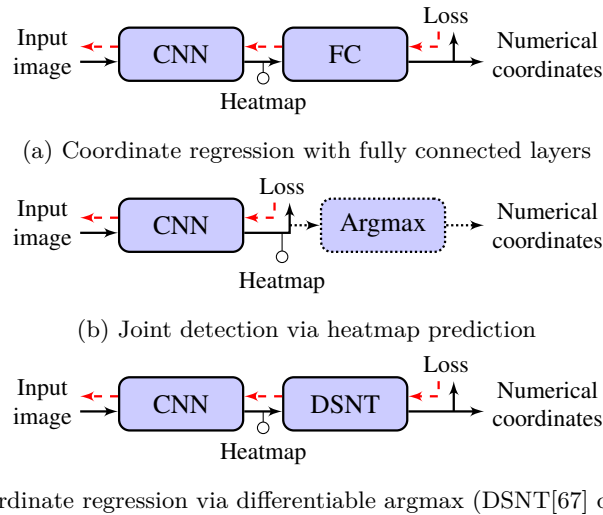 Loss
Input image CNN FC Numerical coordinates
Heatmap
(a) Coordinate regression with fully connected layers
Loss
Input image CNN Argmax Numerical coordinates
Heatmap
(b) Joint detection via heatmap prediction
Loss
Input image CNN DSNT Numerical coordinates
Heatmap
rdinate regression via differentiable argmax (DSNT[67] o